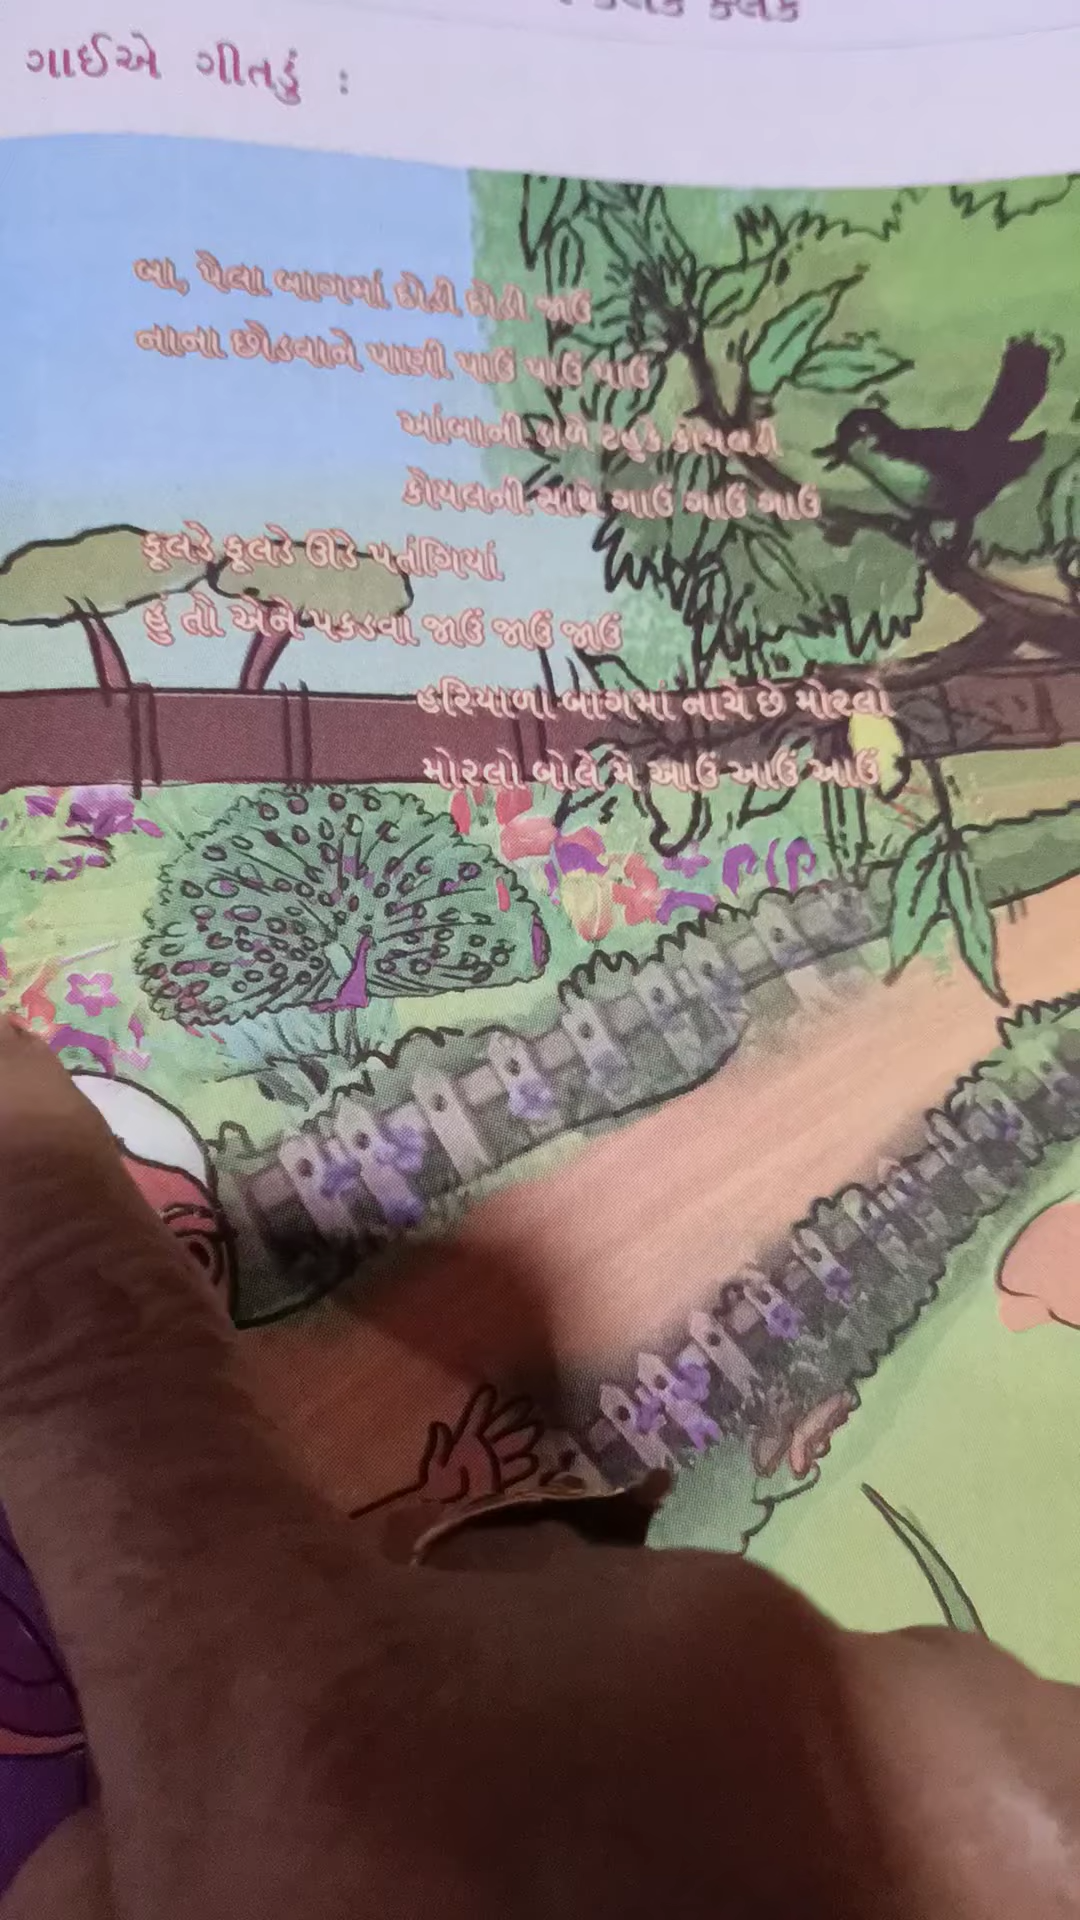 ક્લક
ગાઈએ ગીતડું :
બા, પેલા બાગમાં દોડી દોડી જાઉં
નાના છોડવાને પાણી પાઉં પાઉં પાઉં
આંબાની ડાળે ટહુકે કોયલડી
કોયલની સાથે ગાઉં ગાઉં ગાઉં
ફૂલડે ફૂલડે ઊડે પતંગિયાં
હું તો એને પકડવા જાઉં જાઉં જાઉં
હરિયાળા બાગમાં નાચે છે મોરલો
મોરલો બોલે મે આઉં આઉં આઉં